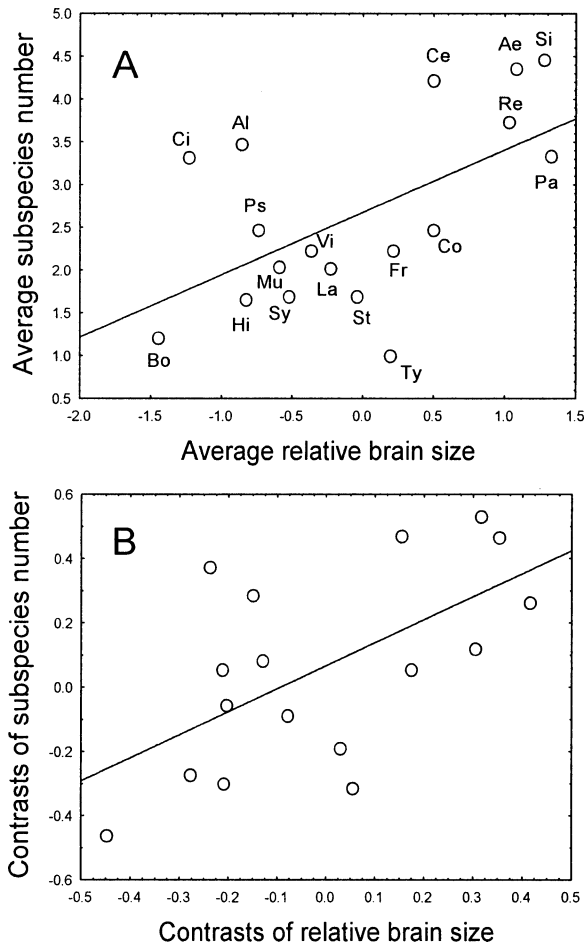 5.0
4.5
4.0
3.5
3.0
2.5
2.0
1.5
1.0
0.5
Average subspecies number
A
Ce
Ae
Si
Re
Ci
Al
Pa
Ps
Vi
Co
Mu
La
Fr
Hi
Sy
St
Bo
Ty
-2.0 -1.5 -1.0 -0.5 0.0 0.5 1.0 1.5
Average relative brain size
0.6
0.4
0.2
0.0
-0.2
-0.4
-0.6
Contrasts of subspecies number
B
-0.5 -0.4 -0.3 -0.2 -0.1 0.0 0.1 0.2 0.3 0.4 0.5
Contrasts of relative brain size